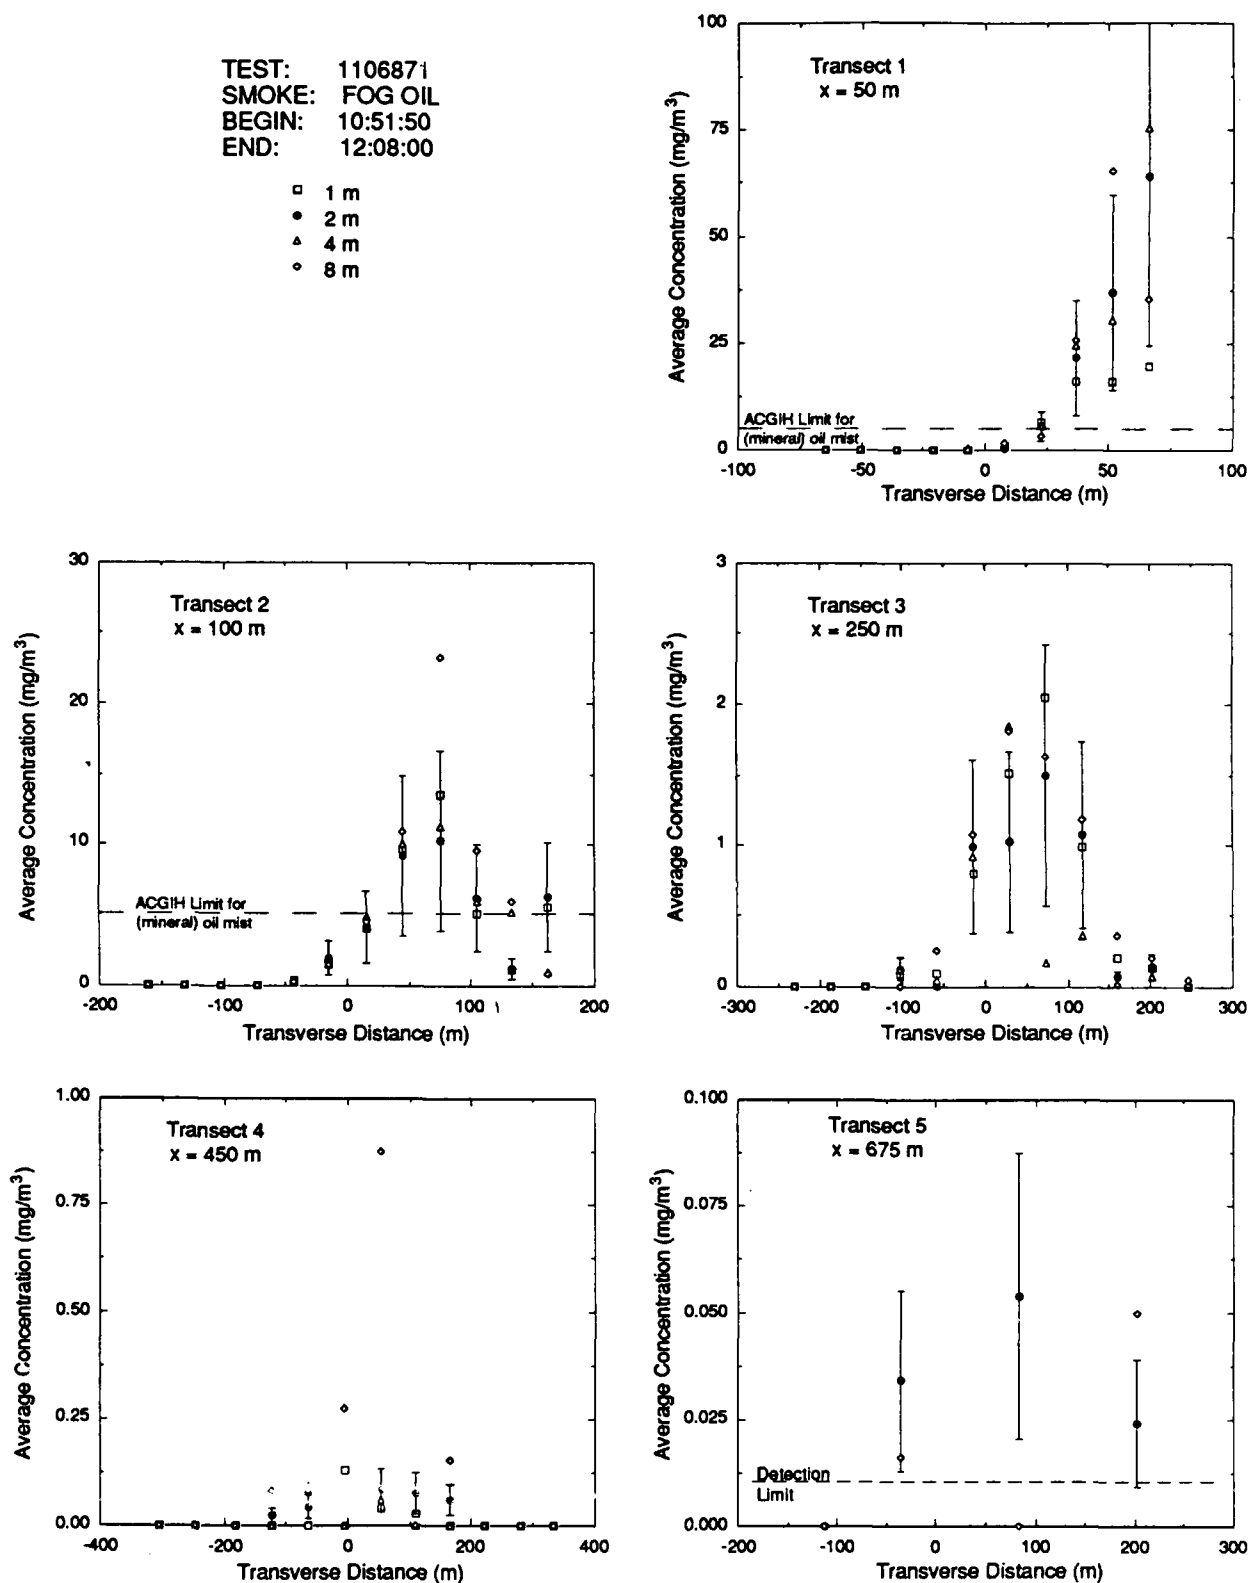 TEST: 1106871
SMOKE: FOG OIL
BEGIN: 10:51:50
END: 12:08:00
1 m
2 m
4 m
8 m
Transect 1
x = 50 m
Average Concentration (mg/m³)
100
75
50
25
0
ACGIH Limit for
(mineral) oil mist
-100
-50
0
50
100
Transverse Distance (m)
Transect 2
x = 100 m
Average Concentration (mg/m³)
30
20
10
0
ACGIH Limit for
(mineral) oil mist
-200
-100
0
100
200
Transverse Distance (m)
Transect 3
x = 250 m
Average Concentration (mg/m³)
3
2
1
0
-300
-200
-100
0
100
200
300
Transverse Distance (m)
Transect 4
x = 450 m
Average Concentration (mg/m³)
1.00
0.75
0.50
0.25
0.00
-400
-200
0
200
400
Transverse Distance (m)
Transect 5
x = 675 m
Average Concentration (mg/m³)
0.100
0.075
0.050
0.025
0.000
Detection
Limit
-200
-100
0
100
200
300
Transverse Distance (m)